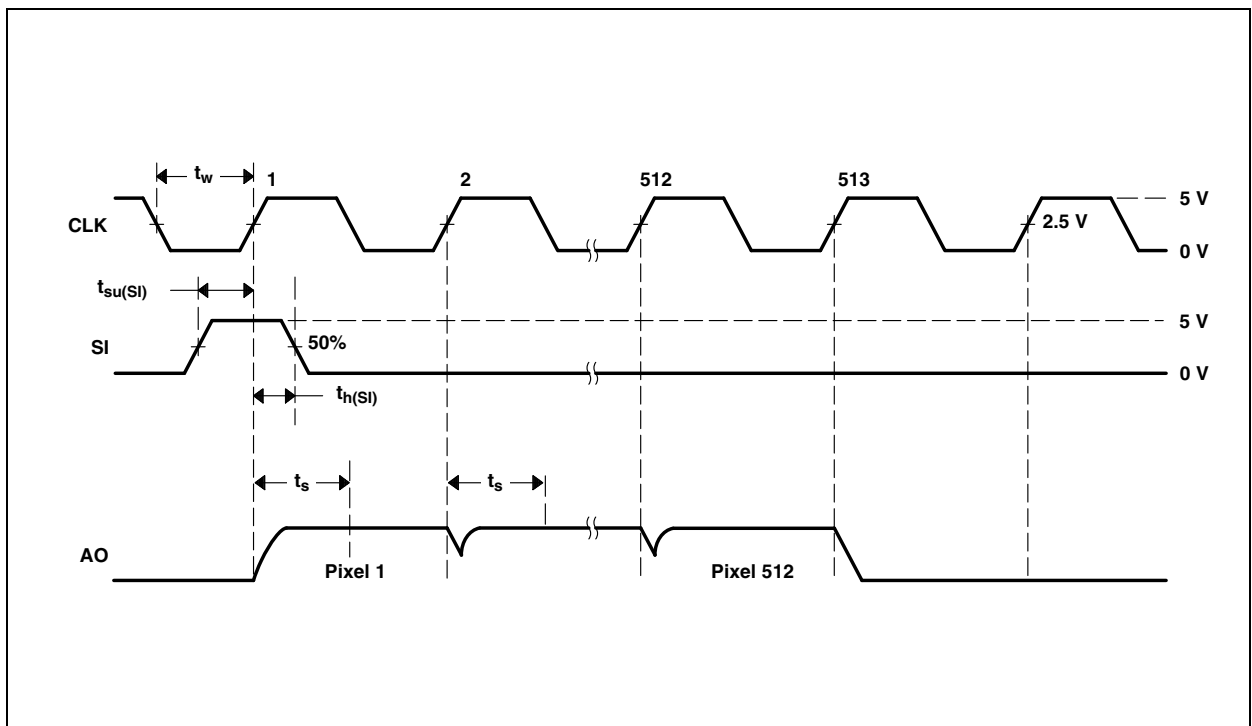 tw
1
2
512
513
5 V
CLK
2.5 V
0 V
tsu(SI)
5 V
SI
50%
0 V
th(SI)
ts
ts
AO
Pixel 1
Pixel 512